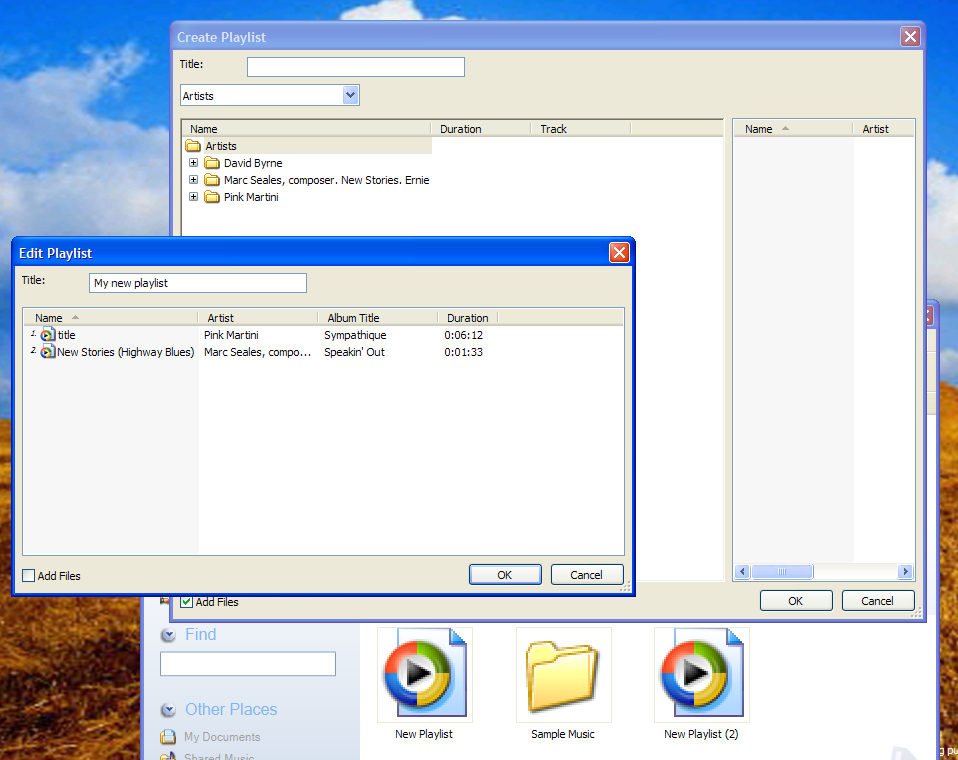 Create Playlist
Title:
Artists
Name Duration Track
Artists
David Byrne
Marc Seales, composer. New Stories. Ernie
Pink Martini
Name Artist
Edit Playlist
Title: My new playlist
Name Artist Album Title Duration
1. title Pink Martini Sympathique 0:06:12
2. New Stories (Highway Blues) Marc Seales, compo... Speakin' Out 0:01:33
Add Files
OK Cancel
Add Files
OK Cancel
Find
Other Places
My Documents
Shared Music
New Playlist
Sample Music
New Playlist (2)